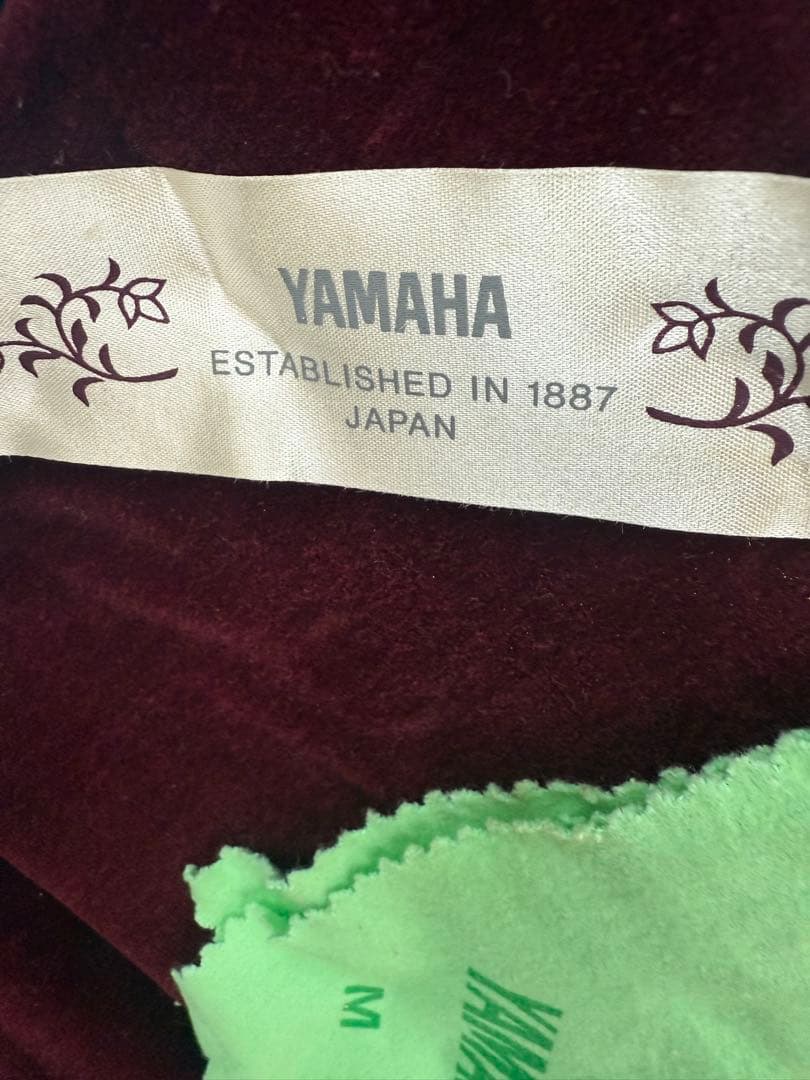 YAMAHA
ESTABLISHED IN 1887
JAPAN
M